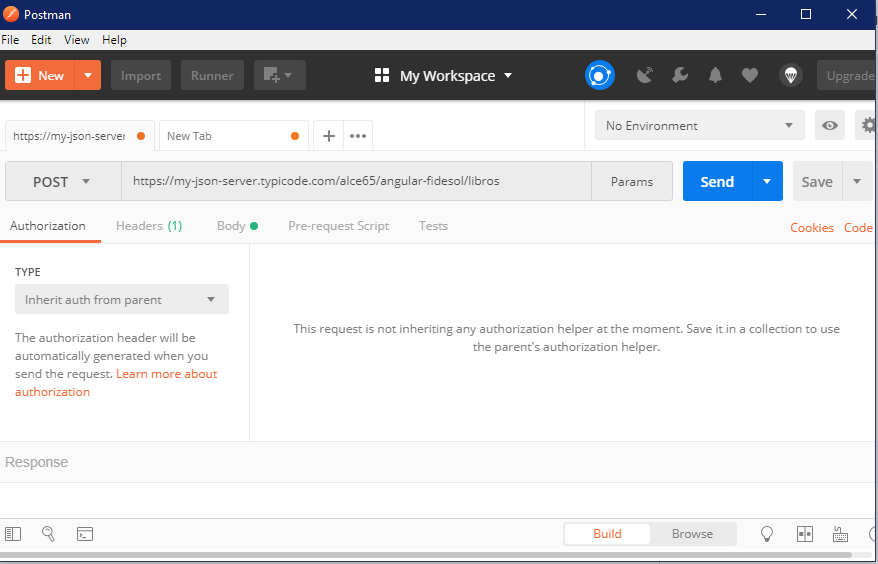 Postman
File Edit View Help
New Import Runner My Workspace Upgrade
https://my-json-server New Tab ••• No Environment
POST https://my-json-server.typicode.com/alce65/angular-fidesol/libros Params Send Save
Authorization Headers (1) Body Pre-request Script Tests Cookies Code
TYPE
Inherit auth from parent
The authorization header will be
automatically generated when you
send the request. Learn more about
authorization
This request is not inheriting any authorization helper at the moment. Save it in a collection to use
the parent's authorization helper.
Response
Build Browse